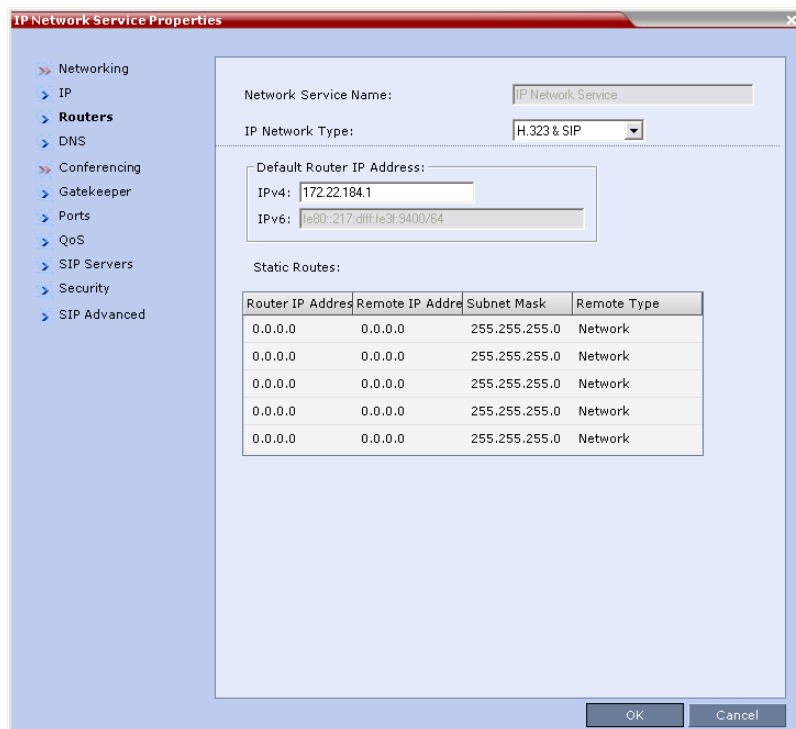 IP Network Service Properties
Networking
IP
Routers
DNS
Conferencing
Gatekeeper
Ports
QoS
SIP Servers
Security
SIP Advanced
Network Service Name: IP Network Service
IP Network Type: H.323 & SIP
Default Router IP Address:
IPv4: 172.22.184.1
IPv6: fe80::217:dfff:fe3f:9400/64
Static Routes:
Router IP Addres Remote IP Addre Subnet Mask Remote Type
0.0.0.0 0.0.0.0 255.255.255.0 Network
0.0.0.0 0.0.0.0 255.255.255.0 Network
0.0.0.0 0.0.0.0 255.255.255.0 Network
0.0.0.0 0.0.0.0 255.255.255.0 Network
0.0.0.0 0.0.0.0 255.255.255.0 Network
OK Cancel